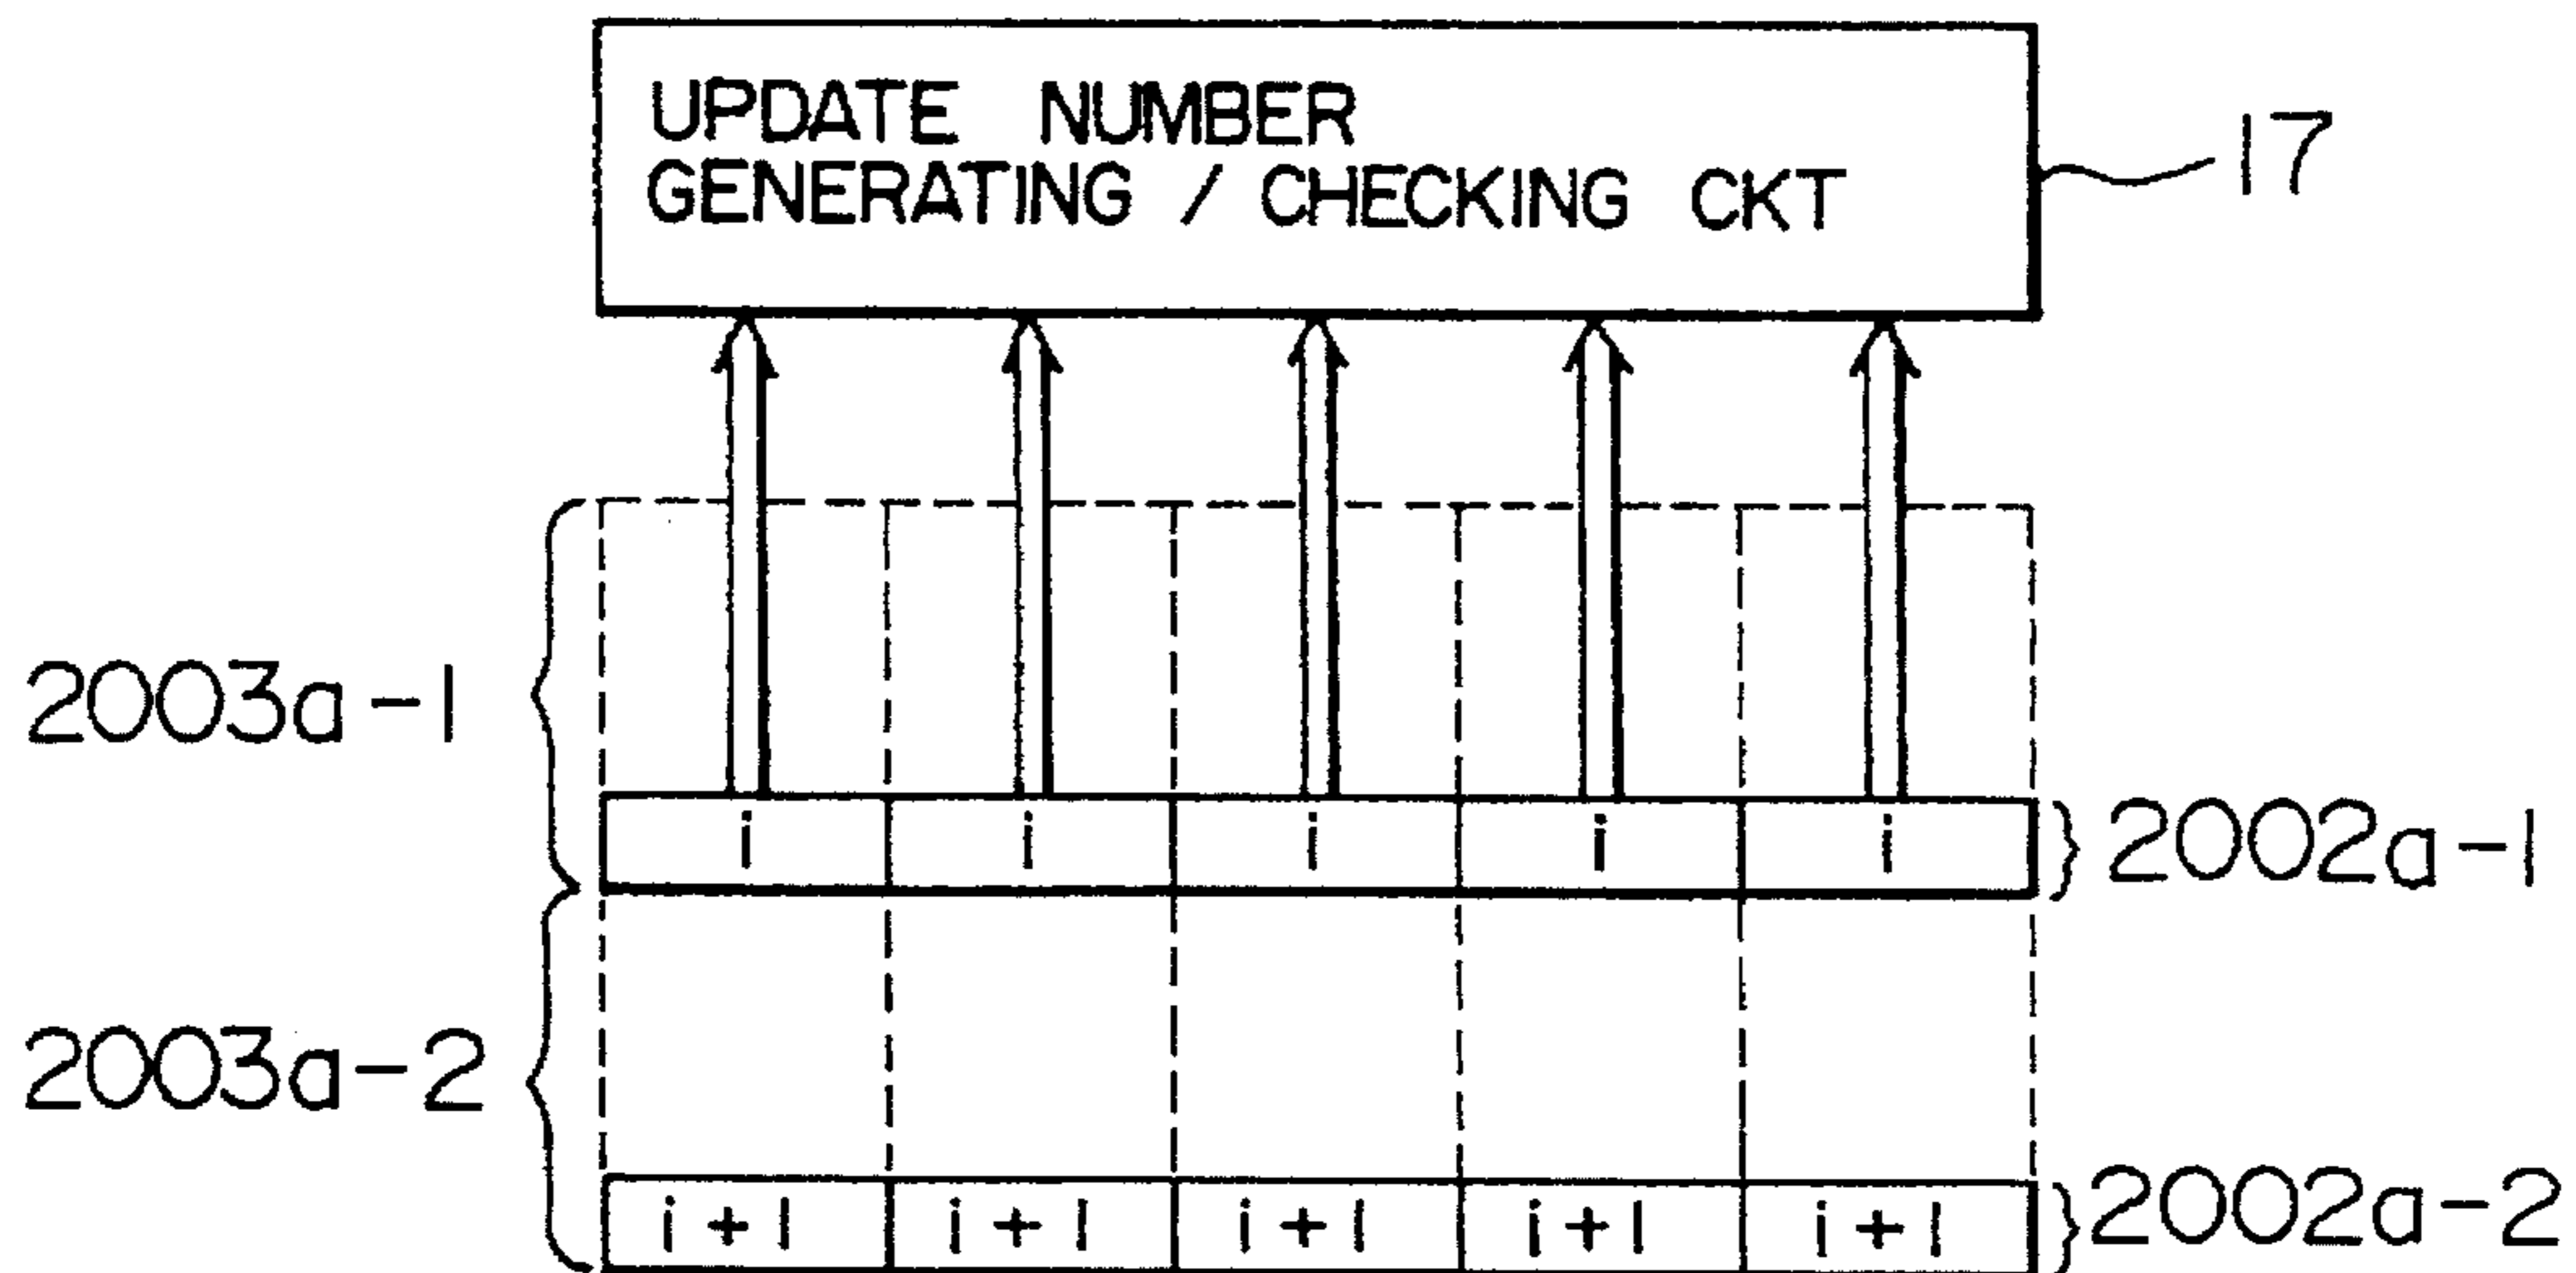 UPDATE NUMBER
GENERATING / CHECKING CKT
17
2003a-1
i i i i i
2002a-1
2003a-2
i+1 i+1 i+1 i+1 i+1
2002a-2